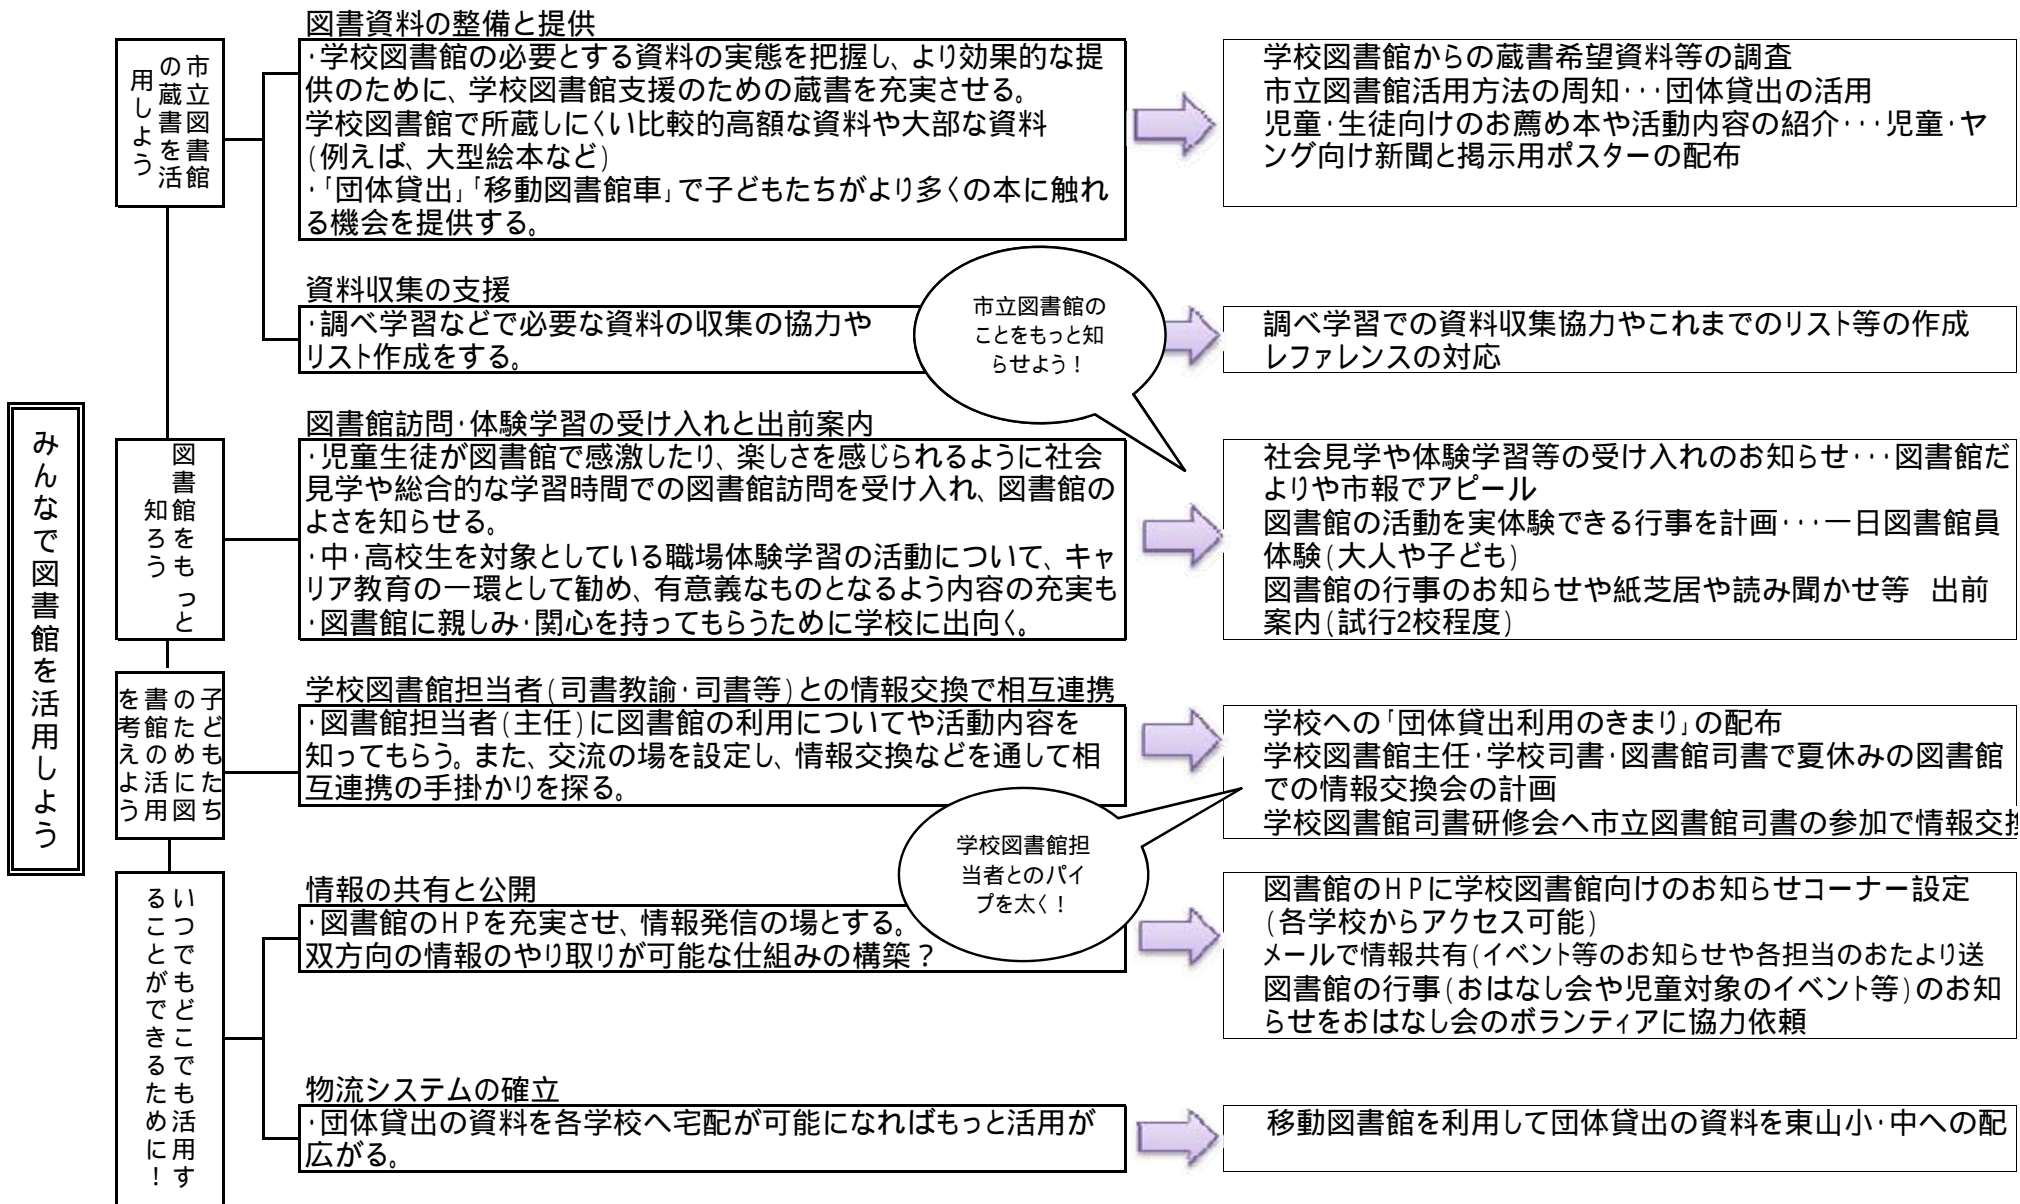 みんなで図書館を活用しよう
市立図書館
の蔵書を活
用しよう
図書資料の整備と提供
・学校図書館の必要とする資料の実態を把握し、より効果的な提
供のために、学校図書館支援のための蔵書を充実させる。
学校図書館で所蔵しにくい比較的高額な資料や大部な資料
(例えば、大型絵本など)
・「団体貸出」「移動図書館車」で子どもたちがより多くの本に触れ
る機会を提供する。
学校図書館からの蔵書希望資料等の調査
市立図書館活用方法の周知・・・団体貸出の活用
児童・生徒向けのお薦め本や活動内容の紹介・・・児童・ヤ
ング向け新聞と掲示用ポスターの配布
資料収集の支援
・調べ学習などで必要な資料の収集の協力や
リスト作成をする。
市立図書館の
ことをもっと知
らせよう！
調べ学習での資料収集協力やこれまでのリスト等の作成
レファレンスの対応
図書館をもっと
知ろう
図書館訪問・体験学習の受け入れと出前案内
・児童生徒が図書館で感激したり、楽しさを感じられるように社会
見学や総合的な学習時間での図書館訪問を受け入れ、図書館の
よさを知らせる。
・中・高校生を対象としている職場体験学習の活動について、キャ
リア教育の一環として勧め、有意義なものとなるよう内容の充実も
・図書館に親しみ・関心を持ってもらうために学校に出向く。
社会見学や体験学習等の受け入れのお知らせ・・・図書館だ
よりや市報でアピール
図書館の活動を実体験できる行事を計画・・・一日図書館員
体験(大人や子ども)
図書館の行事のお知らせや紙芝居や読み聞かせ等　出前
案内(試行2校程度)
子どもたち
のために図
書館の活用
を考えよう
学校図書館担当者(司書教諭・司書等)との情報交換で相互連携
・図書館担当者(主任)に図書館の利用についてや活動内容を
知ってもらう。また、交流の場を設定し、情報交換などを通して相
互連携の手掛かりを探る。
学校図書館担
当者とのパイ
プを太く！
学校への「団体貸出利用のきまり」の配布
学校図書館主任・学校司書・図書館司書で夏休みの図書館
での情報交換会の計画
学校図書館司書研修会へ市立図書館司書の参加で情報交換
いつでもどこでも活用す
ることができるために！
情報の共有と公開
・図書館のHPを充実させ、情報発信の場とする。
双方向の情報のやり取りが可能な仕組みの構築？
図書館のHPに学校図書館向けのお知らせコーナー設定
(各学校からアクセス可能)
メールで情報共有(イベント等のお知らせや各担当のおたより送
図書館の行事(おはなし会や児童対象のイベント等)のお知
らせをおはなし会のボランティアに協力依頼
物流システムの確立
・団体貸出の資料を各学校へ宅配が可能になればもっと活用が
広がる。
移動図書館を利用して団体貸出の資料を東山小・中への配